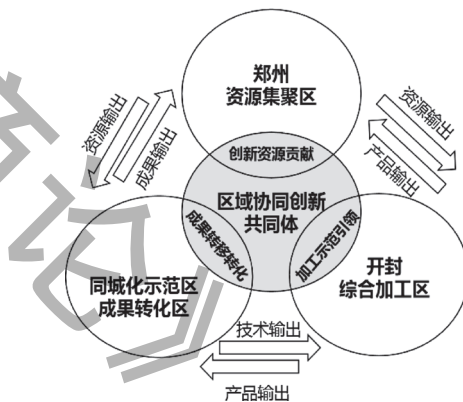 郑州
资源集聚区
资源输出
成果输出
资源输出
产品输出
创新资源贡献
区域协同创新
共同体
成果转移转化
加工示范引领
同城化示范区
成果转化区
开封
综合加工区
技术输出
产品输出
论》